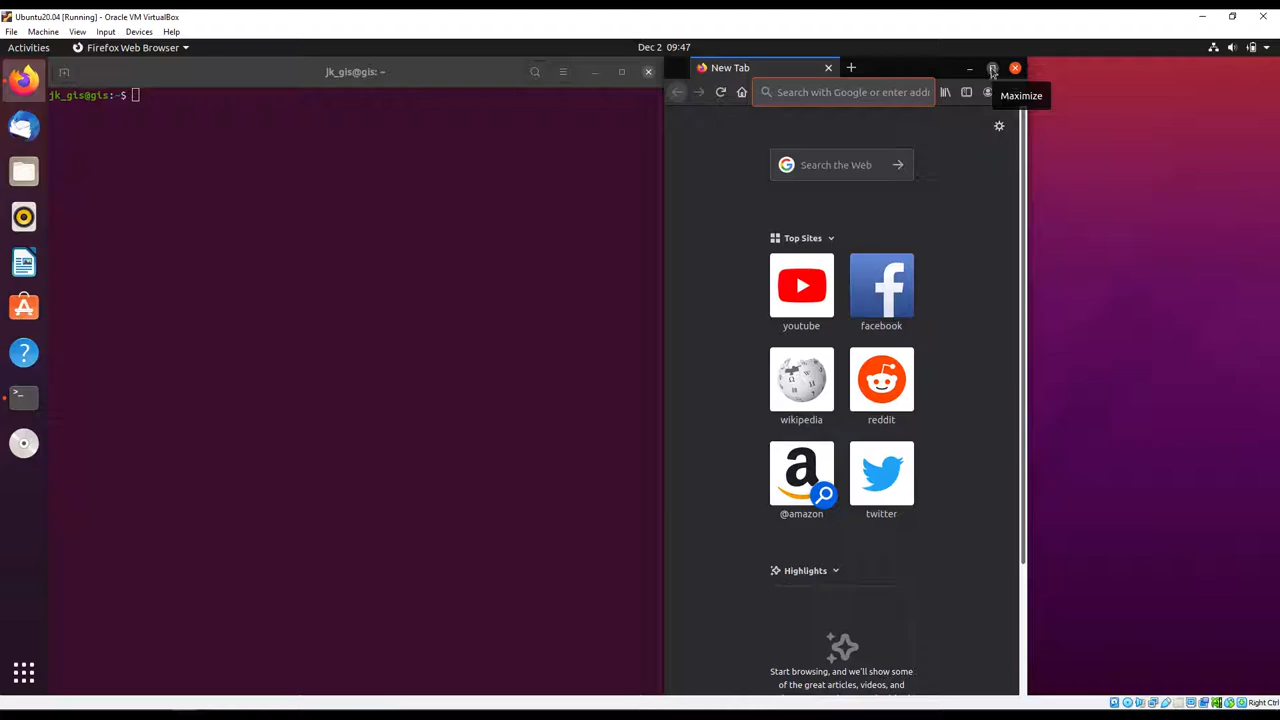 Ubuntu20.04 [Running] - Oracle VM VirtualBox
File Machine View Input Devices Help
Activities Firefox Web Browser Dec 2 09:47
jk_gis@gis: ~
New Tab
jk_gis@gis:~$
Search with Google or enter addr
Maximize
Search the Web
Top Sites
youtube facebook
wikipedia reddit
@amazon twitter
Highlights
Start browsing, and we'll show some
of the great articles, videos, and
Right Ctrl